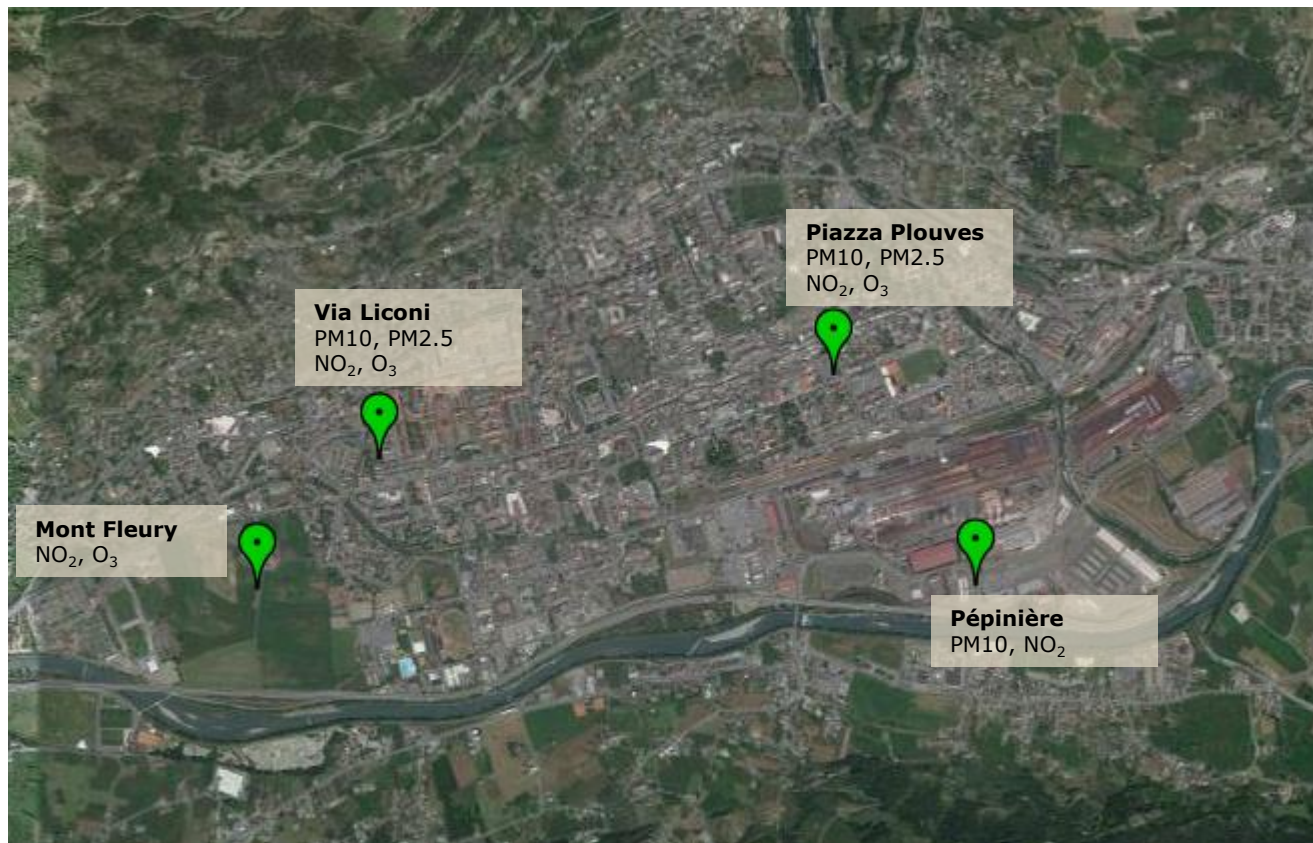 Piazza Plouves
PM10, PM2.5
NO₂, O₃
Via Liconi
PM10, PM2.5
NO₂, O₃
Mont Fleury
NO₂, O₃
Pépinière
PM10, NO₂